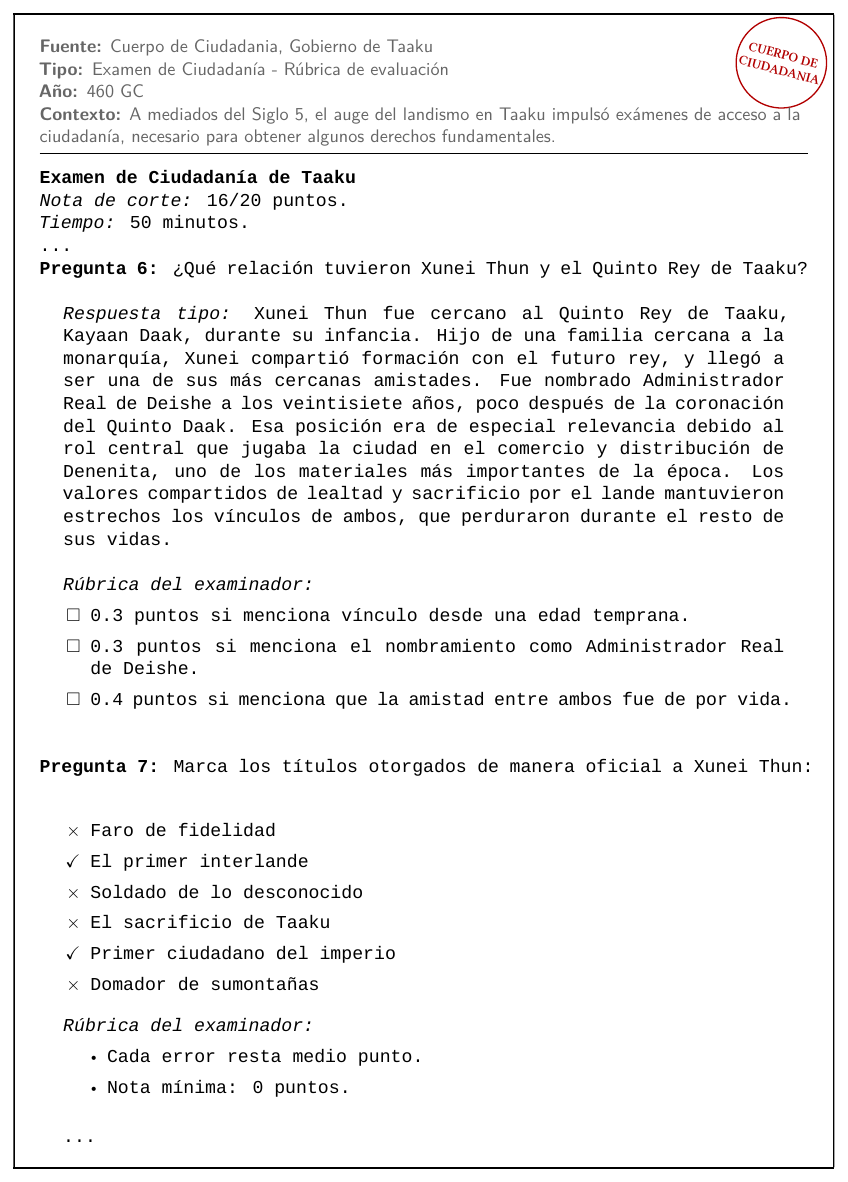 Fuente: Cuerpo de Ciudadania, Gobierno de Taaku
Tipo: Examen de Ciudadanía - Rúbrica de evaluación
Año: 460 GC
Contexto: A mediados del Siglo 5, el auge del landismo en Taaku impulsó exámenes de acceso a la
ciudadanía, necesario para obtener algunos derechos fundamentales.
CUERPO DE
CIUDADANIA
Examen de Ciudadanía de Taaku
Nota de corte: 16/20 puntos.
Tiempo: 50 minutos.
...
Pregunta 6: ¿Qué relación tuvieron Xunei Thun y el Quinto Rey de Taaku?
Respuesta tipo: Xunei Thun fue cercano al Quinto Rey de Taaku,
Kayaan Daak, durante su infancia. Hijo de una familia cercana a la
monarquía, Xunei compartió formación con el futuro rey, y llegó a
ser una de sus más cercanas amistades. Fue nombrado Administrador
Real de Deishe a los veintisiete años, poco después de la coronación
del Quinto Daak. Esa posición era de especial relevancia debido al
rol central que jugaba la ciudad en el comercio y distribución de
Denenita, uno de los materiales más importantes de la época. Los
valores compartidos de lealtad y sacrificio por el lande mantuvieron
estrechos los vínculos de ambos, que perduraron durante el resto de
sus vidas.
Rúbrica del examinador:
☐ 0.3 puntos si menciona vínculo desde una edad temprana.
☐ 0.3 puntos si menciona el nombramiento como Administrador Real
de Deishe.
☐ 0.4 puntos si menciona que la amistad entre ambos fue de por vida.
Pregunta 7: Marca los títulos otorgados de manera oficial a Xunei Thun:
× Faro de fidelidad
✓ El primer interlande
× Soldado de lo desconocido
× El sacrificio de Taaku
✓ Primer ciudadano del imperio
× Domador de sumontañas
Rúbrica del examinador:
• Cada error resta medio punto.
• Nota mínima: 0 puntos.
...